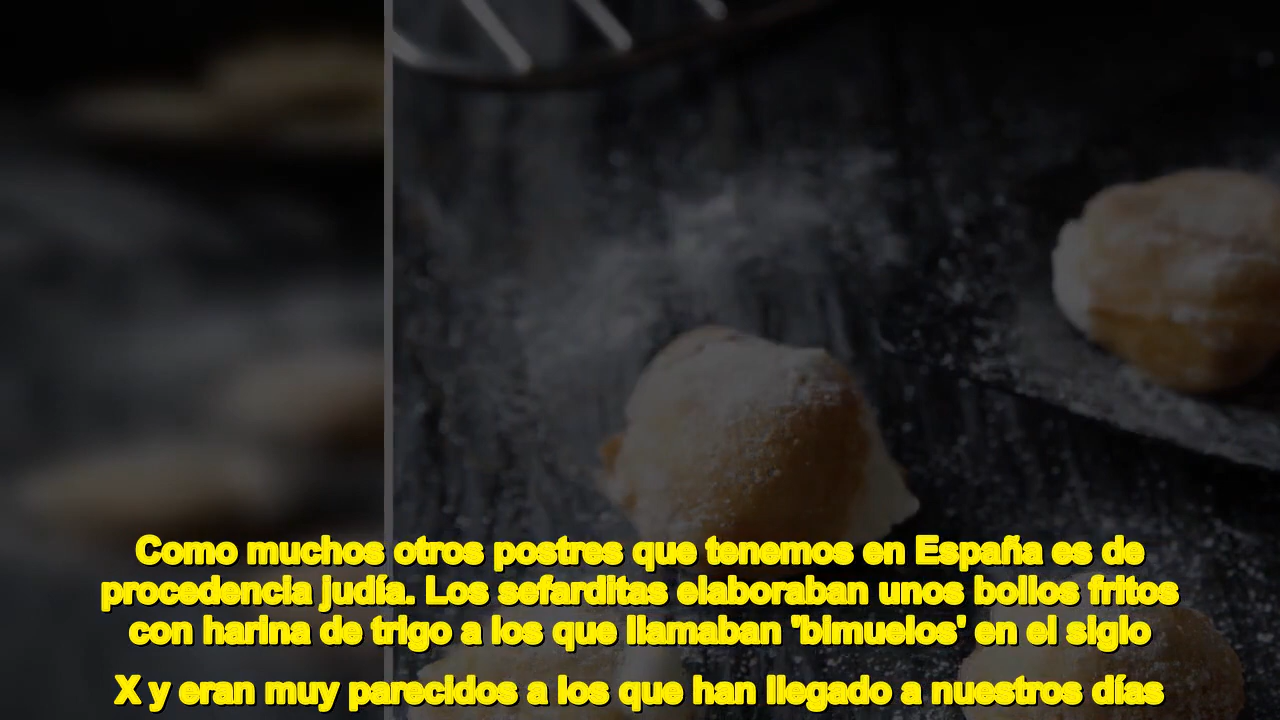 Como muchos otros postres que tenemos en España es de
procedencia judía. Los sefarditas elaboraban unos bollos fritos
con harina de trigo a los que llamaban 'bimuelos' en el siglo
X y eran muy parecidos a los que han llegado a nuestros días